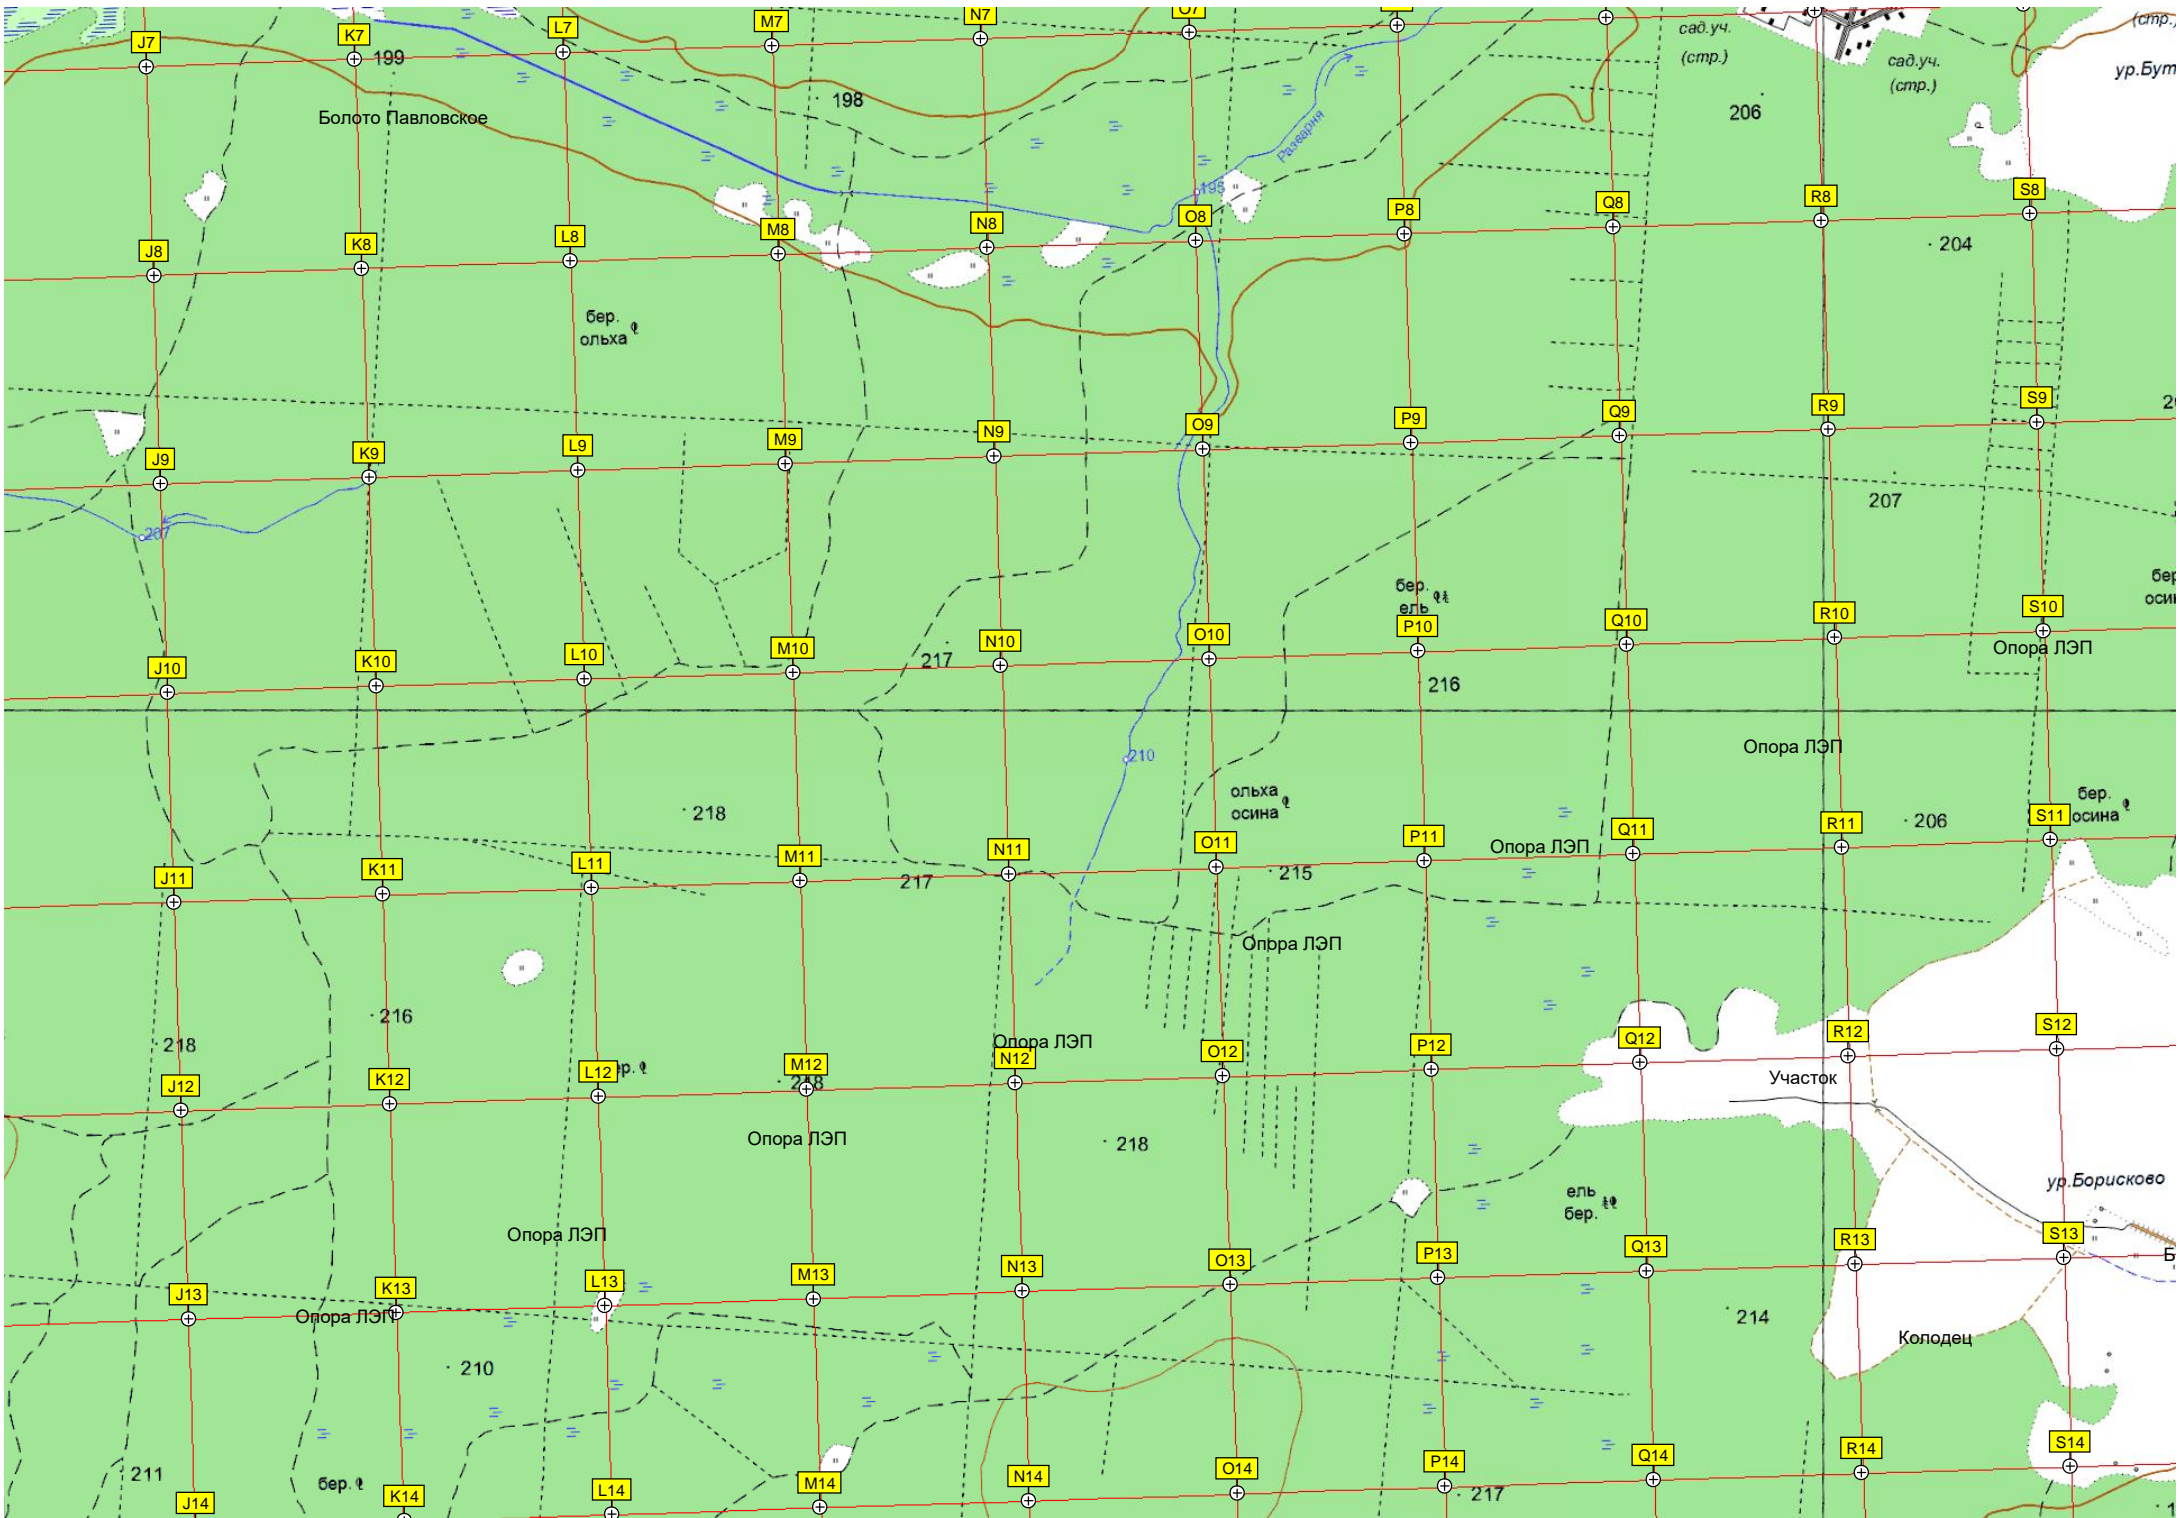 J7
K7
L7
M7
N7
O7
сад.уч.
(стр.)
сад.уч.
(стр.)
(стр.)
ур.Бут
199
198
206
Болото Павловское
Разварня
195
J8
K8
L8
M8
N8
O8
P8
Q8
R8
S8
204
бер.
ольха
J9
K9
L9
M9
N9
O9
P9
Q9
R9
S9
207
207
бер.
ель
J10
K10
L10
M10
N10
O10
P10
Q10
R10
S10
217
216
Опора ЛЭП
Опора ЛЭП
210
218
ольха
осина
бер.
осина
206
J11
K11
L11
M11
N11
O11
P11
Q11
R11
S11
Опора ЛЭП
217
215
Опора ЛЭП
216
218
Опора ЛЭП
J12
K12
L12
M12
N12
O12
P12
Q12
R12
S12
218
Участок
Опора ЛЭП
218
ель
бер.
ур.Борисково
Опора ЛЭП
J13
K13
L13
M13
N13
O13
P13
Q13
R13
S13
Опора ЛЭП
214
Колодец
210
211
бер.
J14
K14
L14
M14
N14
O14
P14
Q14
R14
S14
217